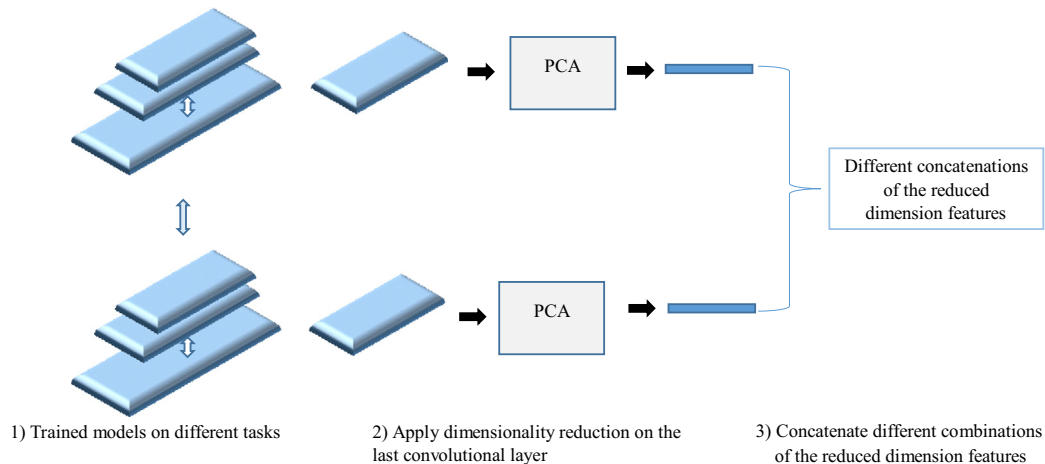 PCA
Different concatenations
of the reduced
dimension features
PCA
1) Trained models on different tasks
2) Apply dimensionality reduction on the
last convolutional layer
3) Concatenate different combinations
of the reduced dimension features